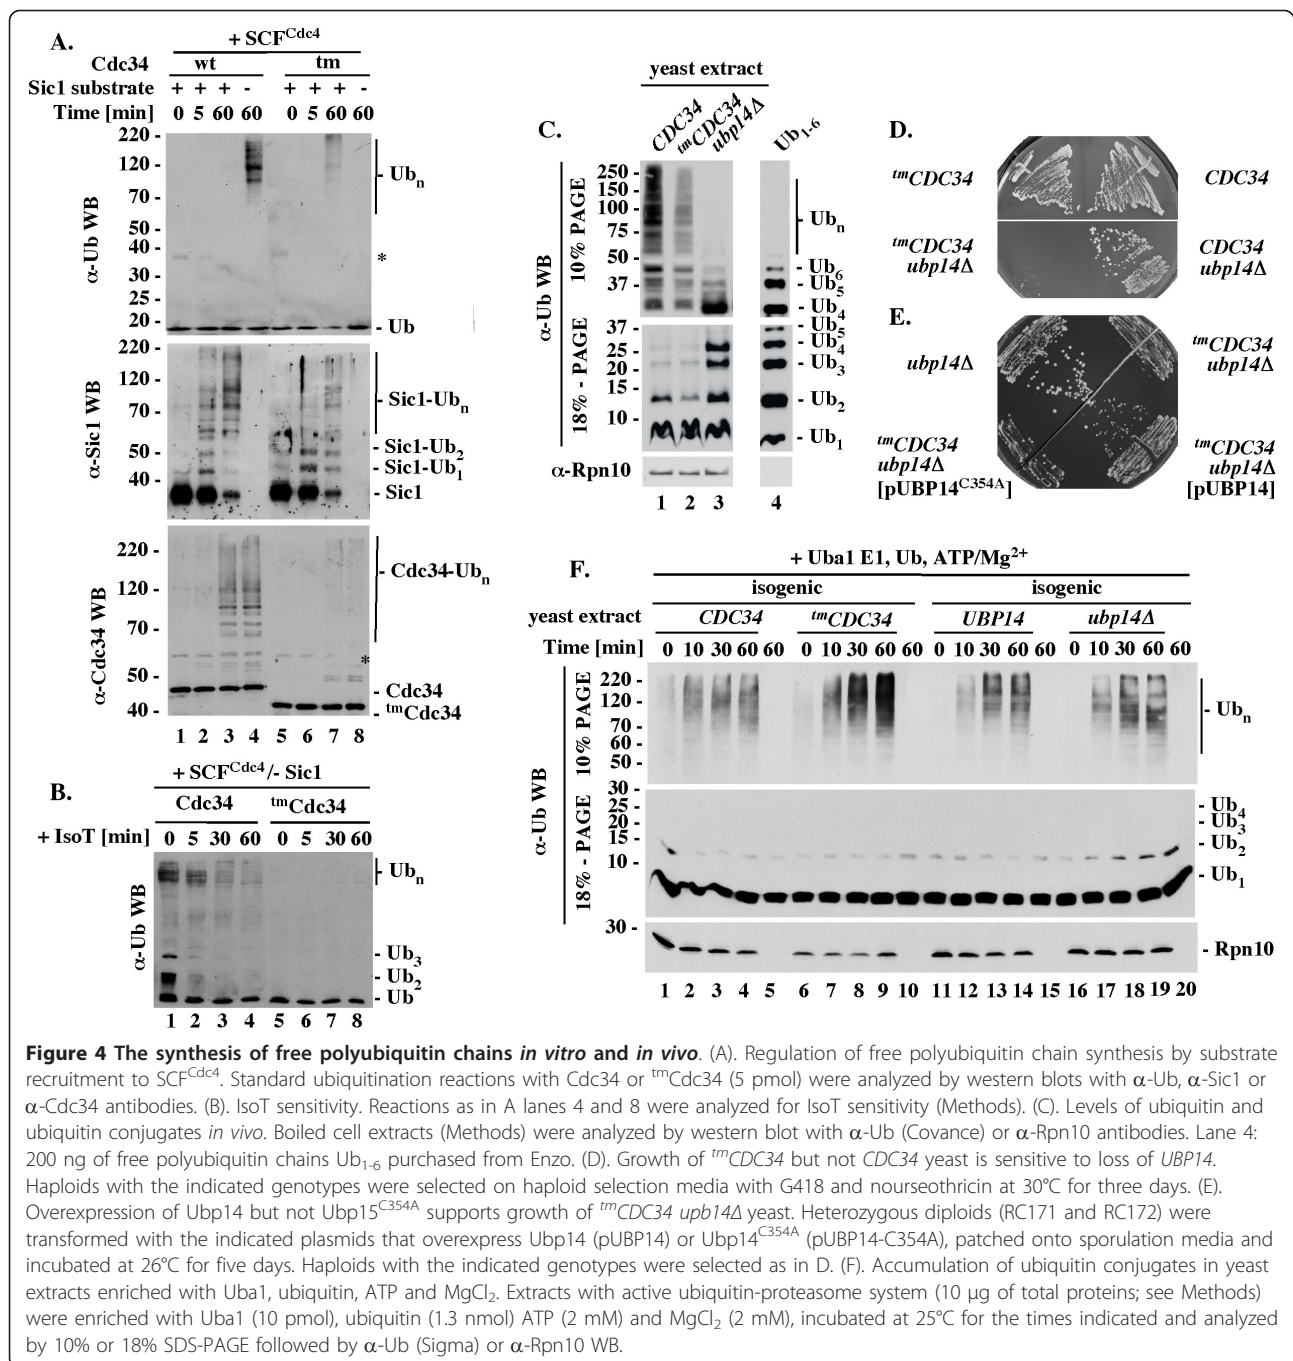 A.
+ SCF^Cdc4
Cdc34 wt tm
Sic1 substrate + + + - + + + -
Time [min] 0 5 60 60 0 5 60 60
α-Ub WB
220 -
120 -
70 -
50 -
40 -
30 -
25 -
20 -
- Ub_n
*
- Ub
α-Sic1 WB
220 -
120 -
70 -
50 -
40 -
- Sic1-Ub_n
- Sic1-Ub_2
- Sic1-Ub_1
- Sic1
α-Cdc34 WB
220 -
120 -
70 -
50 -
40 -
- Cdc34-Ub_n
*
- Cdc34
- ^tmCdc34
1 2 3 4 5 6 7 8
B.
+ SCF^Cdc4/- Sic1
Cdc34 ^tmCdc34
+ IsoT [min] 0 5 30 60 0 5 30 60
α-Ub WB
- Ub_n
- Ub_3
- Ub_2
- Ub
1 2 3 4 5 6 7 8
C.
yeast extract
CDC34 ^tmCDC34 ubp14Δ Ub_1-6
α-Ub WB
10% PAGE
250 -
150 -
100 -
75 -
50 -
37 -
- Ub_n
- Ub_6
- Ub_5
- Ub_4
18% - PAGE
37 -
25 -
20 -
15 -
10 -
- Ub_5
- Ub_4
- Ub_3
- Ub_2
- Ub_1
α-Rpn10
1 2 3 4
D.
^tmCDC34 CDC34
^tmCDC34 CDC34
ubp14Δ ubp14Δ
E.
ubp14Δ
^tmCDC34
ubp14Δ
^tmCDC34 ^tmCDC34
ubp14Δ ubp14Δ
[pUBP14^C354A] [pUBP14]
F.
+ Uba1 E1, Ub, ATP/Mg^2+
isogenic isogenic
yeast extract CDC34 ^tmCDC34 UBP14 ubp14Δ
Time [min] 0 10 30 60 60 0 10 30 60 60 0 10 30 60 60 0 10 30 60 60
α-Ub WB
10% PAGE
220 -
120 -
70 -
60 -
50 -
- Ub_n
18% - PAGE
30 -
25 -
20 -
15 -
10 -
- Ub_4
- Ub_3
- Ub_2
- Ub_1
30 -
- Rpn10
1 2 3 4 5 6 7 8 9 10 11 12 13 14 15 16 17 18 19 20
Figure 4 The synthesis of free polyubiquitin chains in vitro and in vivo. (A). Regulation of free polyubiquitin chain synthesis by substrate
recruitment to SCF^Cdc4. Standard ubiquitination reactions with Cdc34 or ^tmCdc34 (5 pmol) were analyzed by western blots with α-Ub, α-Sic1 or
α-Cdc34 antibodies. (B). IsoT sensitivity. Reactions as in A lanes 4 and 8 were analyzed for IsoT sensitivity (Methods). (C). Levels of ubiquitin and
ubiquitin conjugates in vivo. Boiled cell extracts (Methods) were analyzed by western blot with α-Ub (Covance) or α-Rpn10 antibodies. Lane 4:
200 ng of free polyubiquitin chains Ub_1-6 purchased from Enzo. (D). Growth of ^tmCDC34 but not CDC34 yeast is sensitive to loss of UBP14.
Haploids with the indicated genotypes were selected on haploid selection media with G418 and nourseothricin at 30°C for three days. (E).
Overexpression of Ubp14 but not Ubp15^C354A supports growth of ^tmCDC34 upb14Δ yeast. Heterozygous diploids (RC171 and RC172) were
transformed with the indicated plasmids that overexpress Ubp14 (pUBP14) or Ubp14^C354A (pUBP14-C354A), patched onto sporulation media and
incubated at 26°C for five days. Haploids with the indicated genotypes were selected as in D. (F). Accumulation of ubiquitin conjugates in yeast
extracts enriched with Uba1, ubiquitin, ATP and MgCl_2. Extracts with active ubiquitin-proteasome system (10 μg of total proteins; see Methods)
were enriched with Uba1 (10 pmol), ubiquitin (1.3 nmol) ATP (2 mM) and MgCl_2 (2 mM), incubated at 25°C for the times indicated and analyzed
by 10% or 18% SDS-PAGE followed by α-Ub (Sigma) or α-Rpn10 WB.